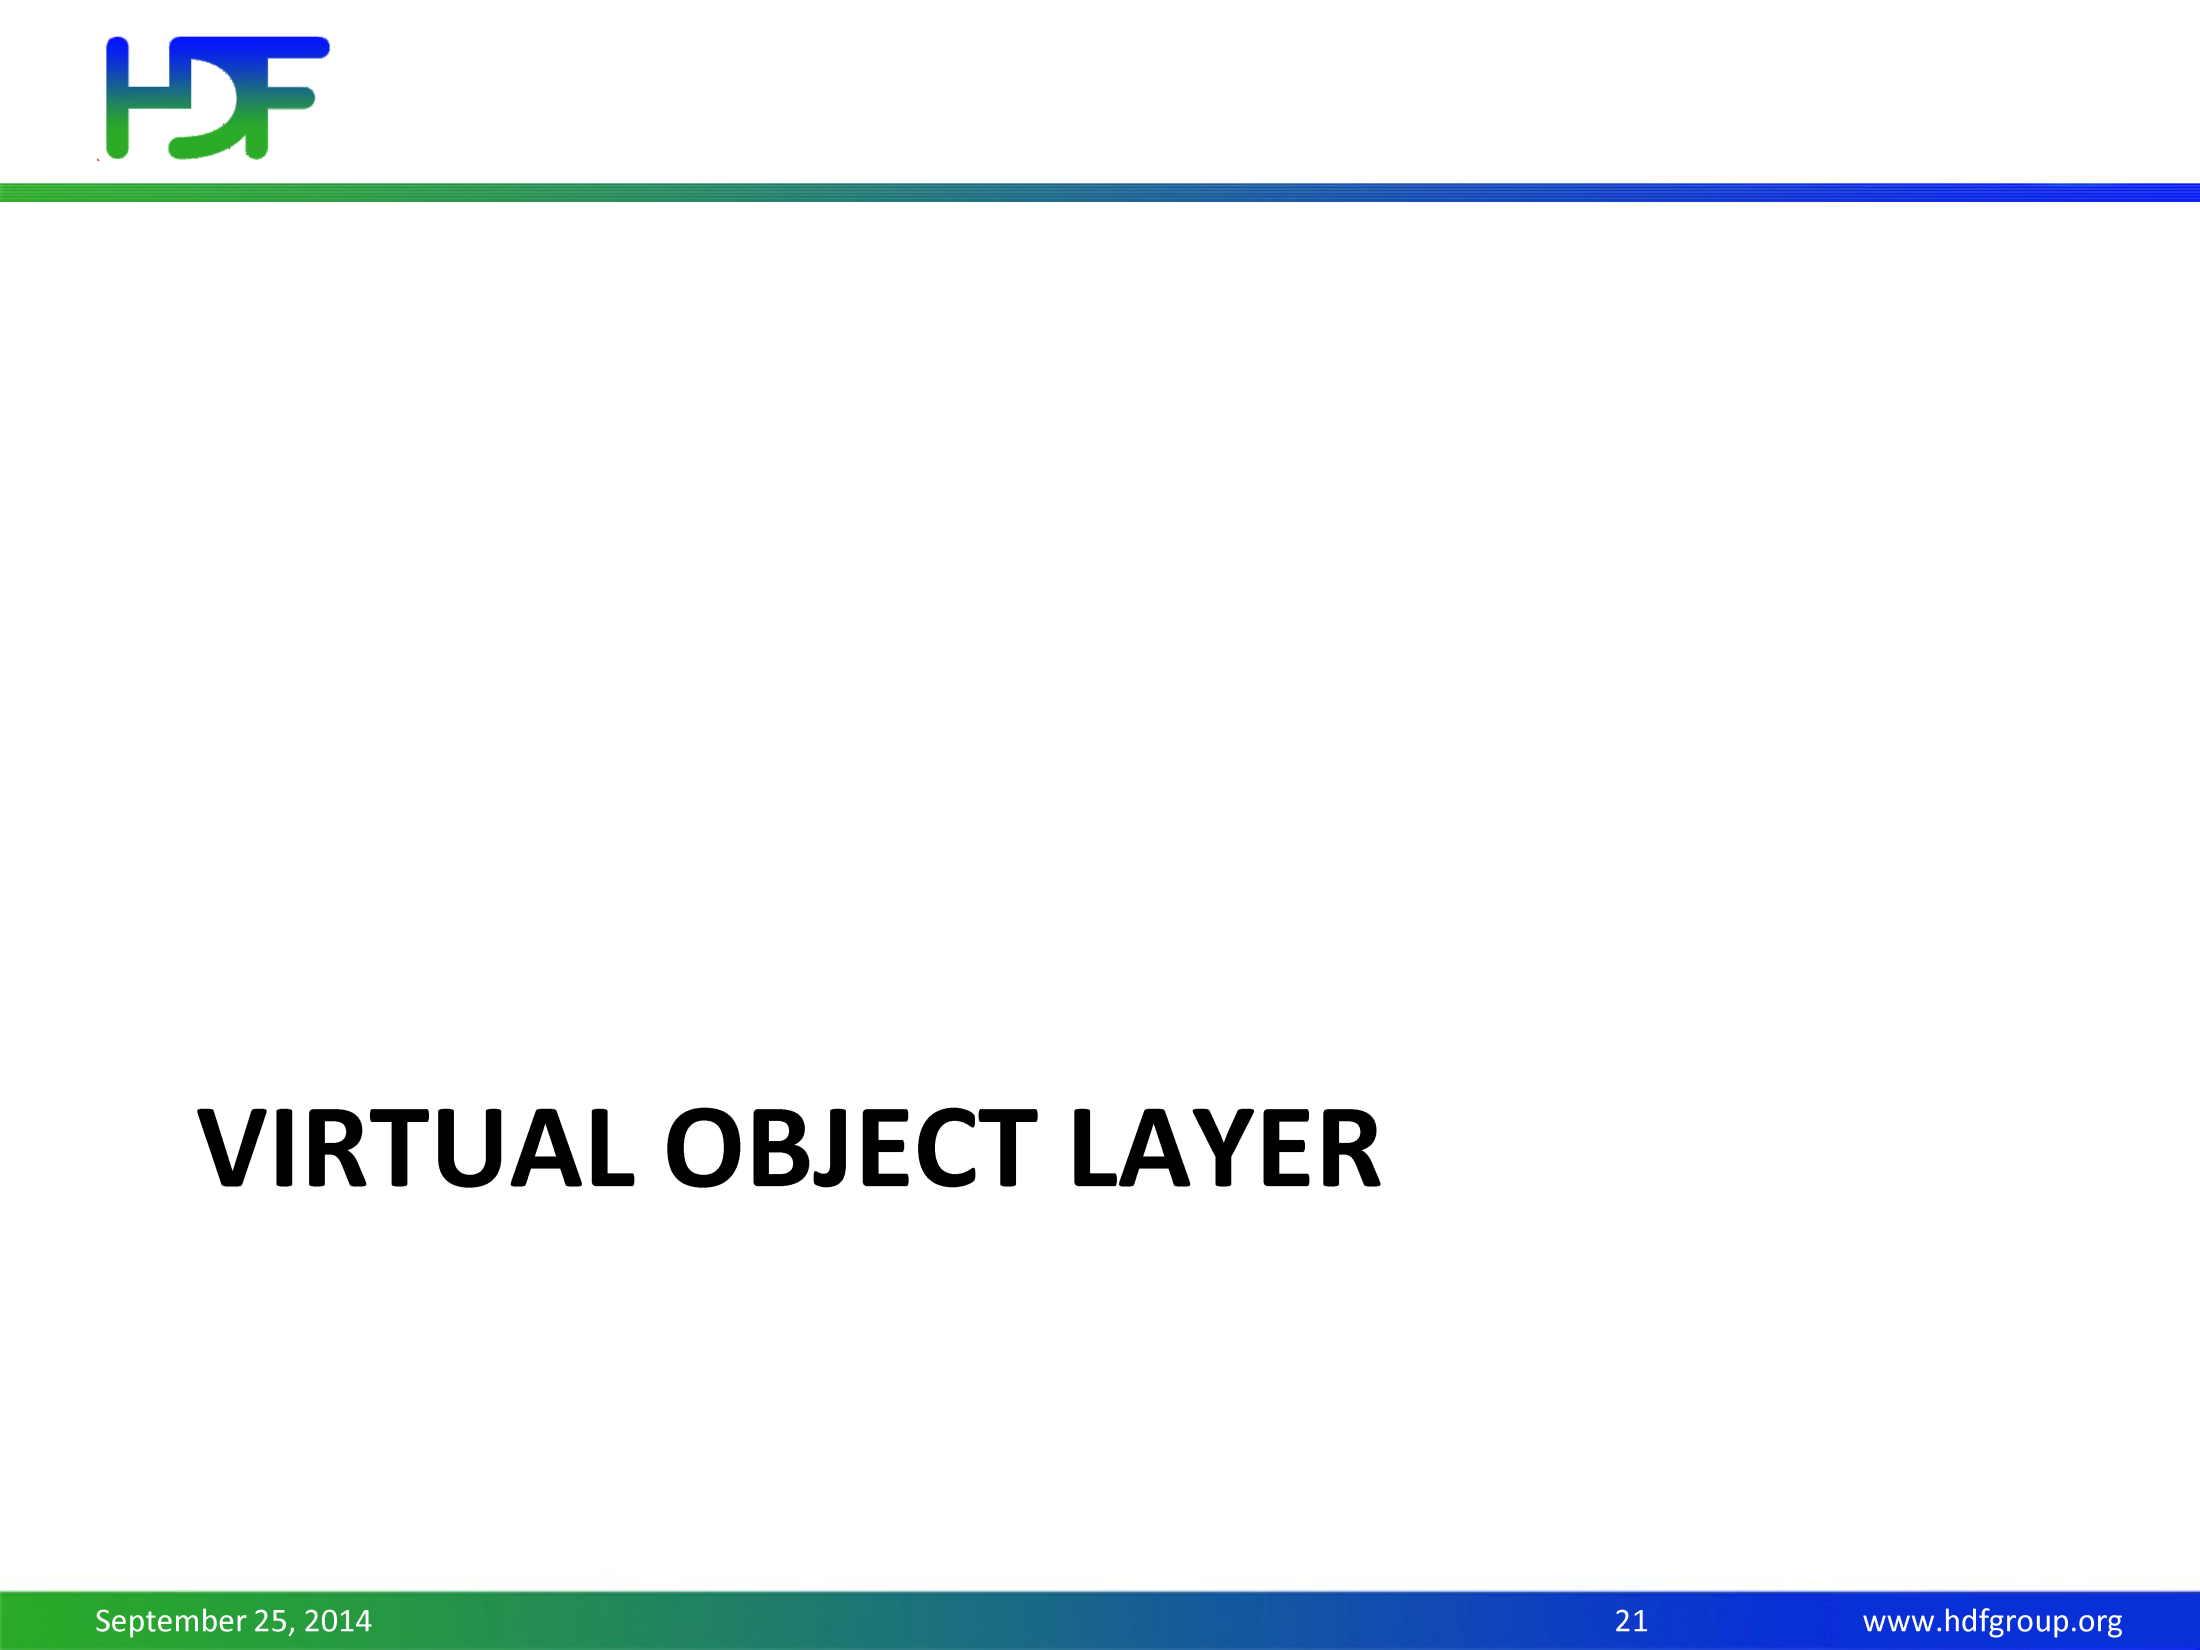 HDF
VIRTUAL OBJECT LAYER
September 25, 2014
21
www.hdfgroup.org